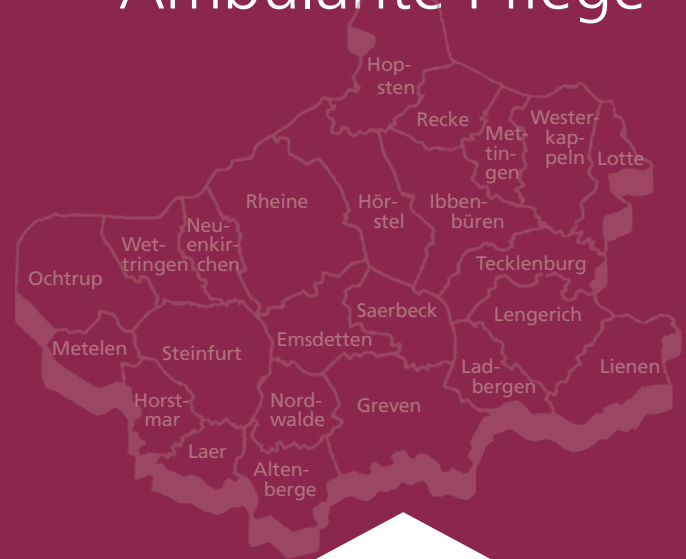 Ambulante Pflege
Hop-
sten
Recke
Met-
tin-
gen
Wester-
kap-
peln
Lotte
Rheine
Hör-
stel
Ibben-
büren
Neu-
enkir-
chen
Wet-
tringen
Ochtrup
Tecklenburg
Saerbeck
Lengerich
Metelen
Steinfurt
Emsdetten
Lad-
bergen
Lienen
Horst-
mar
Nord-
walde
Greven
Laer
Alten-
berge